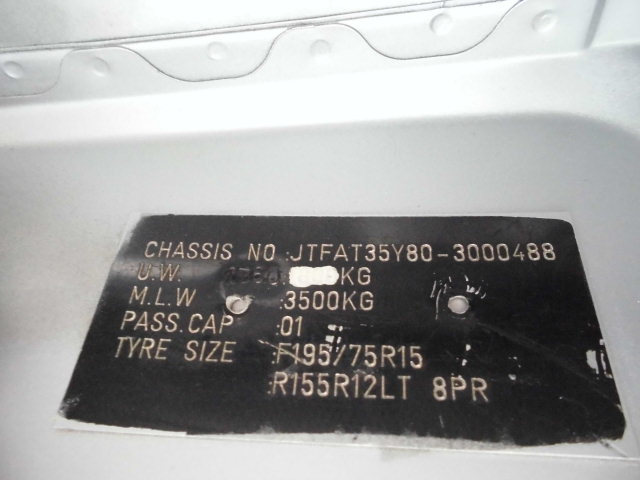 CHASSIS NO :JTFAT35Y80-3000488
U.W. KG
M.L.W :3500KG
PASS.CAP :01
TYRE SIZE :F195/75R15
:R155R12LT 8PR